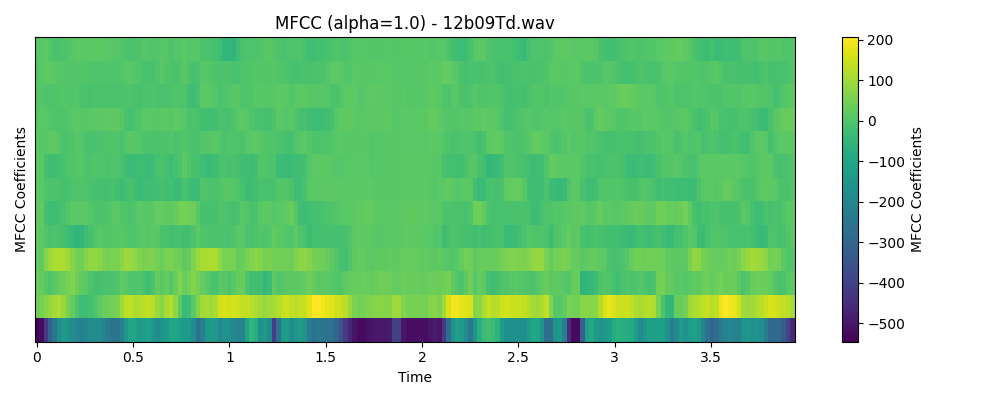 MFCC (alpha=1.0) - 12b09Td.wav
MFCC Coefficients
0 0.5 1 1.5 2 2.5 3 3.5
Time
200
100
0
−100
−200
−300
−400
−500
MFCC Coefficients